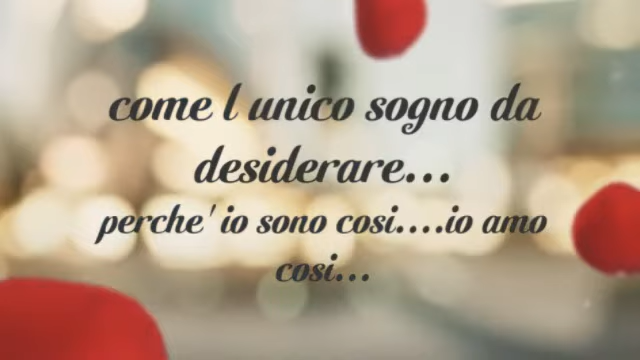 come l unico sogno da
desiderare...
perche' io sono cosi....io amo
cosi...